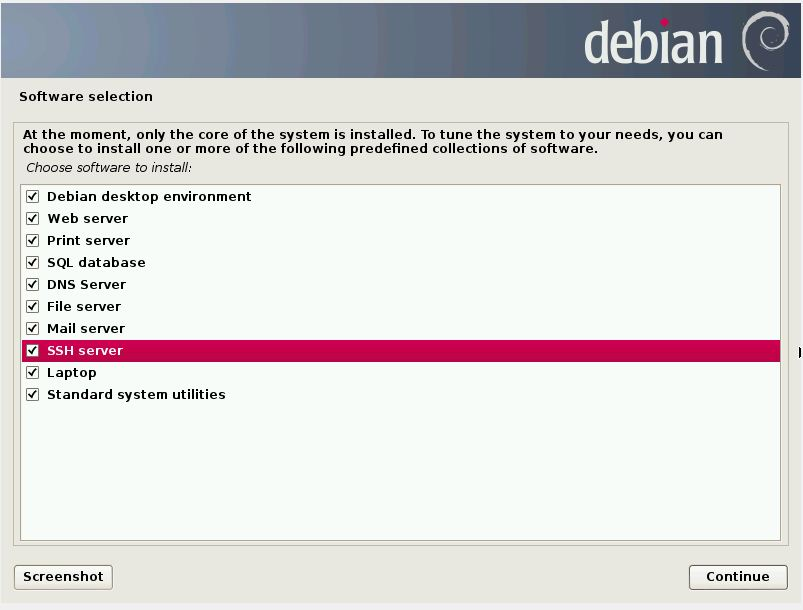 debian
Software selection
At the moment, only the core of the system is installed. To tune the system to your needs, you can
choose to install one or more of the following predefined collections of software.
Choose software to install:
Debian desktop environment
Web server
Print server
SQL database
DNS Server
File server
Mail server
SSH server
Laptop
Standard system utilities
Screenshot
Continue